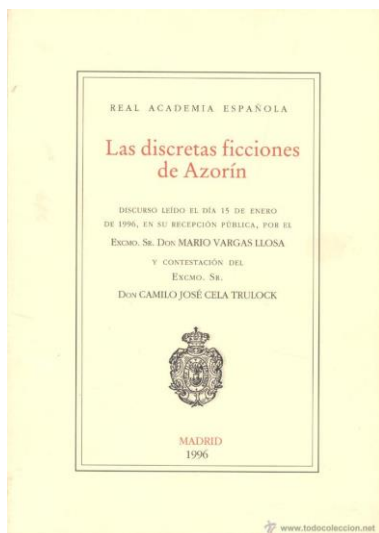 REAL ACADEMIA ESPAÑOLA
Las discretas ficciones
de Azorín
DISCURSO LEÍDO EL DÍA 15 DE ENERO
DE 1996, EN SU RECEPCIÓN PÚBLICA, POR EL
EXCMO. SR. DON MARIO VARGAS LLOSA
Y CONTESTACIÓN DEL
EXCMO. SR.
DON CAMILO JOSÉ CELA TRULOCK
MADRID
1996
www.todocoleccion.net